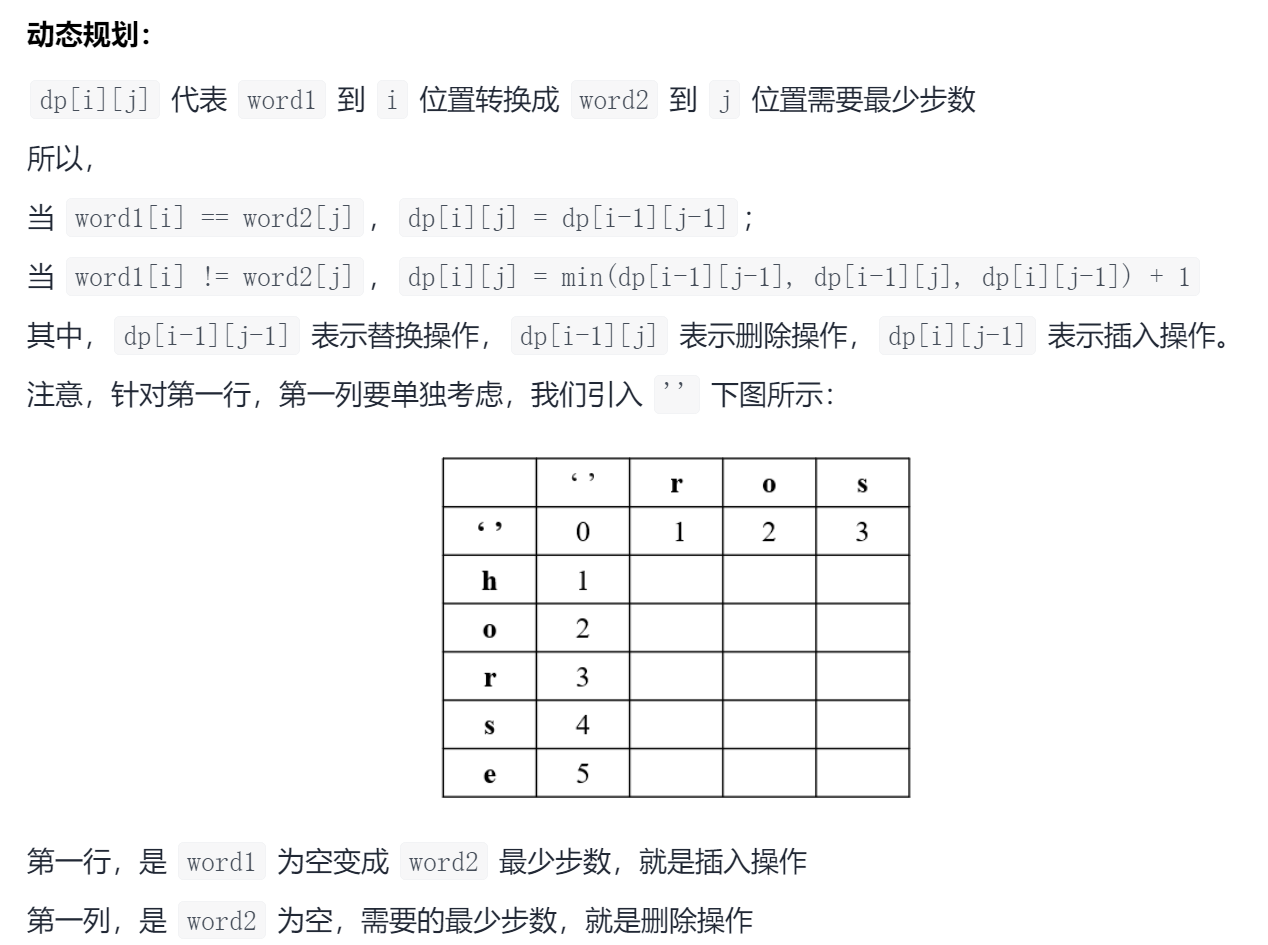 动态规划：
dp[i][j] 代表 word1 到 i 位置转换成 word2 到 j 位置需要最少步数
所以，
当 word1[i] == word2[j]，dp[i][j] = dp[i-1][j-1]；
当 word1[i] != word2[j]，dp[i][j] = min(dp[i-1][j-1], dp[i-1][j], dp[i][j-1]) + 1
其中，dp[i-1][j-1] 表示替换操作，dp[i-1][j] 表示删除操作，dp[i][j-1] 表示插入操作。
注意，针对第一行，第一列要单独考虑，我们引入 '' 下图所示：
‘ ’ r o s
‘ ’ 0 1 2 3
h 1
o 2
r 3
s 4
e 5
第一行，是 word1 为空变成 word2 最少步数，就是插入操作
第一列，是 word2 为空，需要的最少步数，就是删除操作